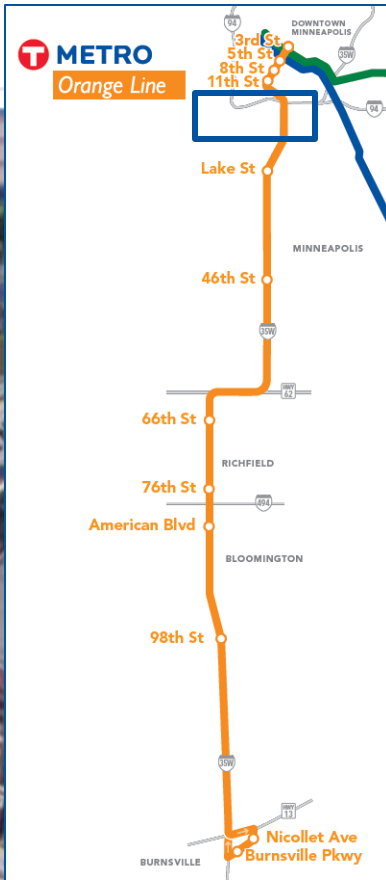 94
DOWNTOWN
MINNEAPOLIS
T METRO
Orange Line
3rd St
5th St
8th St
11th St
35W
94
Lake St
MINNEAPOLIS
46th St
35W
HWY
62
66th St
RICHFIELD
76th St
494
American Blvd
BLOOMINGTON
98th St
35W
HWY
13
Nicollet Ave
Burnsville Pkwy
BURNSVILLE